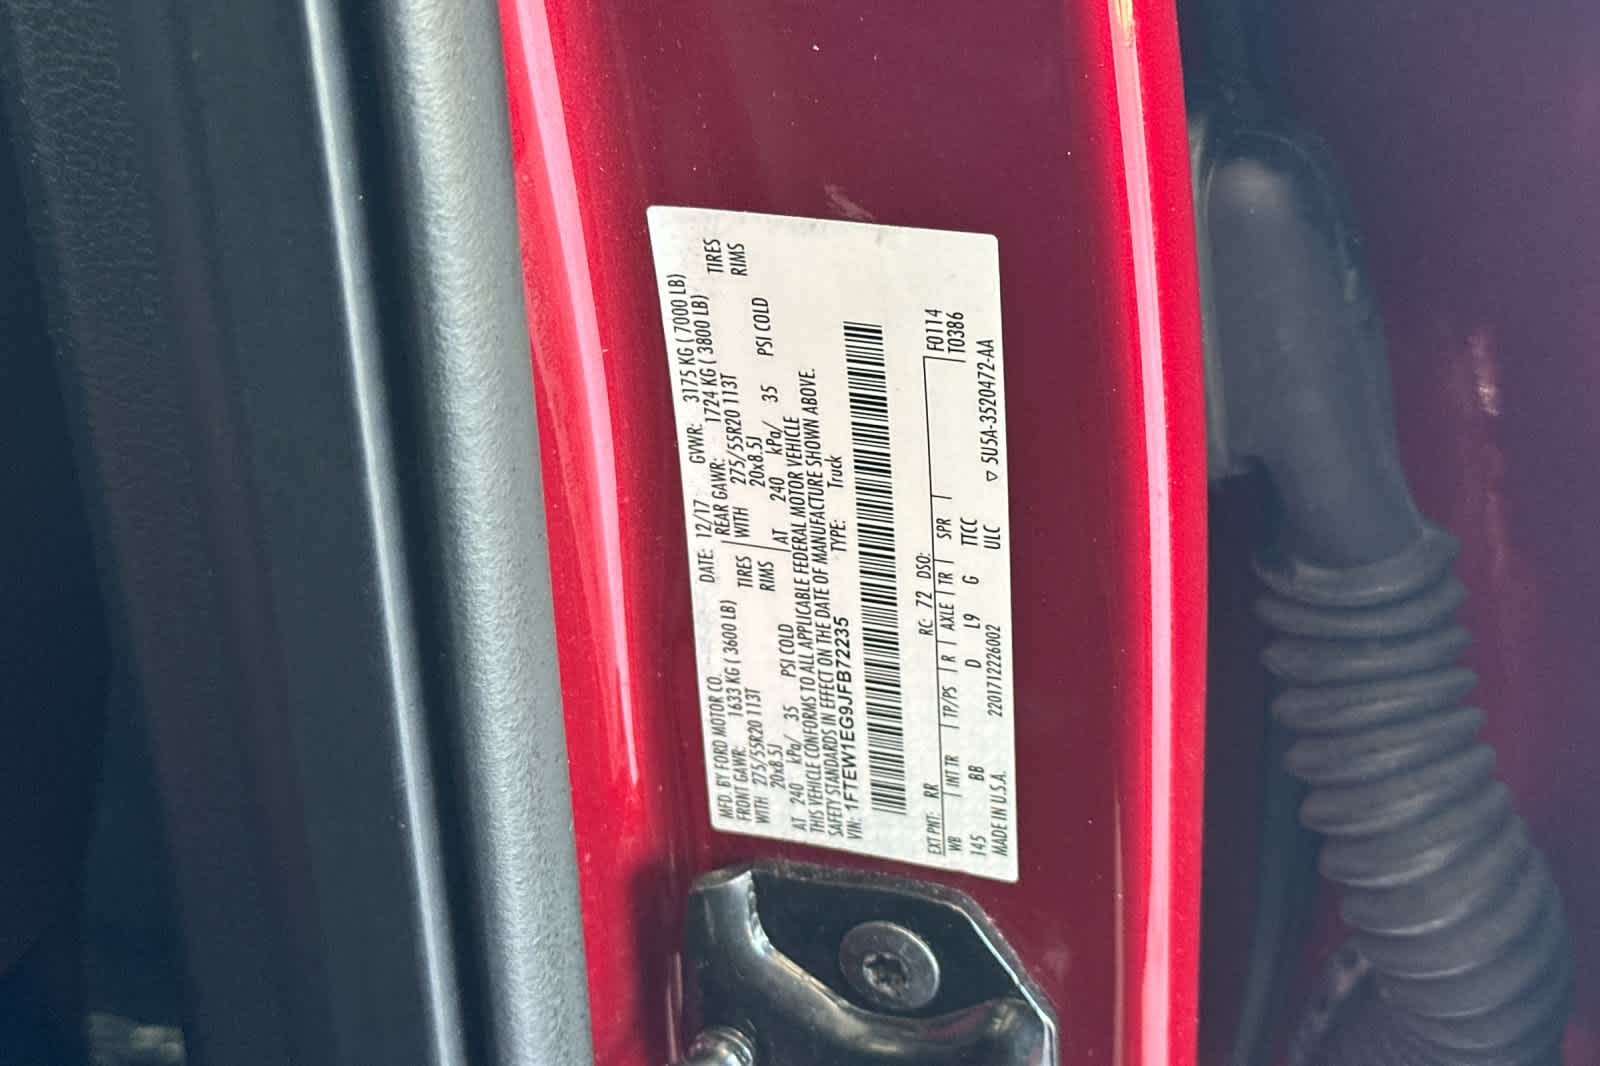 MFD. BY FORD MOTOR CO.
DATE: 12/17 GVWR: 3175 KG ( 7000 LB)
FRONT GAWR: 1633 KG ( 3600 LB)
REAR GAWR: 1724 KG ( 3800 LB)
WITH 275/55R20 113T TIRES
WITH 275/55R20 113T TIRES
20x8.5J RIMS
20x8.5J RIMS
AT 240 kPa/ 35 PSI COLD
AT 240 kPa/ 35 PSI COLD
THIS VEHICLE CONFORMS TO ALL APPLICABLE FEDERAL MOTOR VEHICLE
SAFETY STANDARDS IN EFFECT ON THE DATE OF MANUFACTURE SHOWN ABOVE.
VIN: 1FTEW1EG9JFB72235 TYPE: Truck
EXT PNT: RR RC: 72 DSO: F0114
WB INT TR TP/PS R AXLE TR SPR T0386
145 BB D L9 G TTCC
MADE IN U.S.A. 2201712226002 ULC ▽ 5U5A-3520472-AA